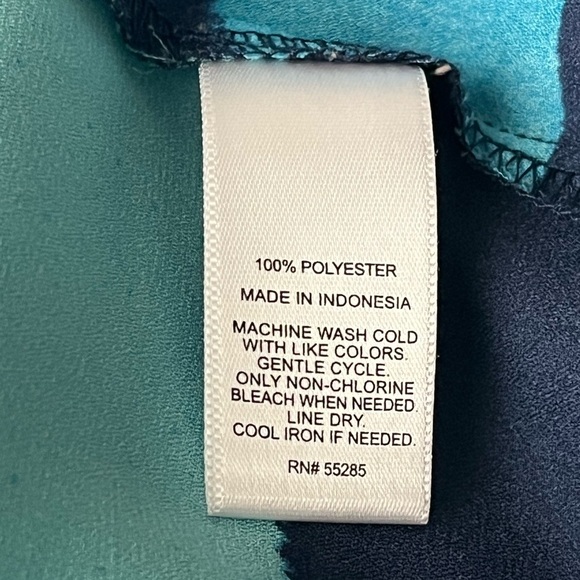 100% POLYESTER
MADE IN INDONESIA
MACHINE WASH COLD
WITH LIKE COLORS.
GENTLE CYCLE.
ONLY NON-CHLORINE
BLEACH WHEN NEEDED.
LINE DRY.
COOL IRON IF NEEDED.
RN# 55285